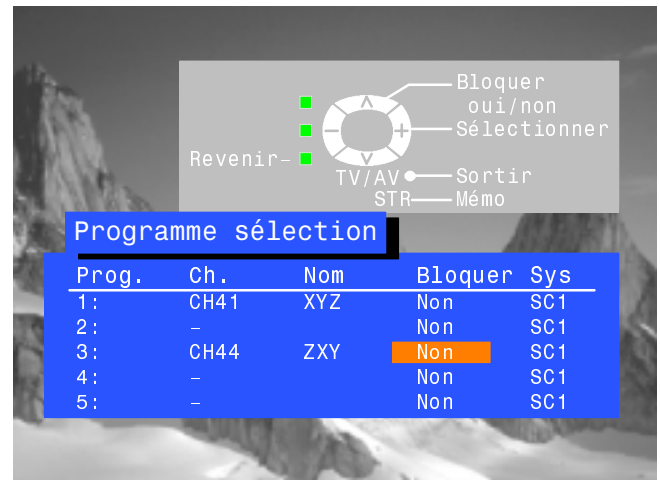 Bloquer
oui/non
Sélectionner
Revenir–
TV/AV Sortir
STR Mémo
Programme sélection
Prog. Ch. Nom Bloquer Sys
1: CH41 XYZ Non SC1
2: – Non SC1
3: CH44 ZXY Non SC1
4: – Non SC1
5: – Non SC1